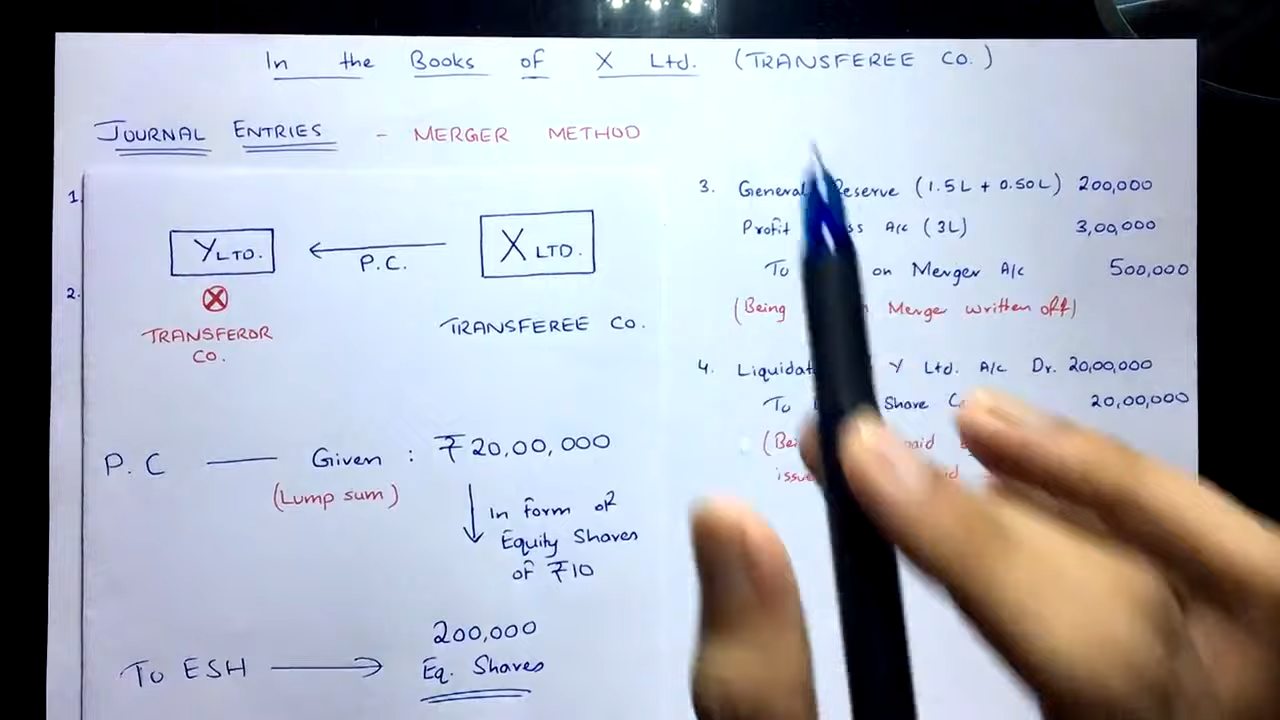 In the Books of X Ltd. (TRANSFEREE CO.)
JOURNAL ENTRIES - MERGER METHOD
1.
Y LTD.
P.C.
X LTD.
2.
TRANSFEROR
CO.
TRANSFEREE CO.
P.C — Given : ₹20,00,000
(Lump sum)
In form of
Equity Shares
of ₹10
200,000
To ESH
Eq. Shares
3. General Reserve (1.5L + 0.50L) 200,000
Profit A/c (3L) 3,00,000
To on Merger A/c 500,000
(Being Merge written off)
4. Y Ltd. A/c Dr. 20,00,000
To Share 20,00,000